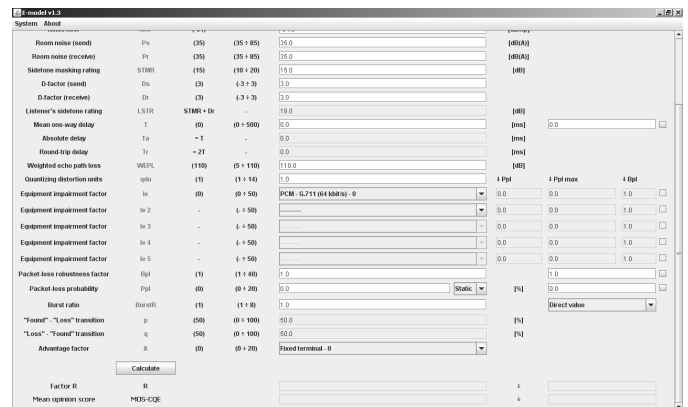 E-model v1.3
System About
Room noise (send) Ps (35) (35 ÷ 85) 35.0 [dB(A)]
Room noise (receive) Pr (35) (35 ÷ 85) 35.0 [dB(A)]
Sidetone masking rating STMR (15) (10 ÷ 20) 15.0 [dB]
D-factor (send) Ds (3) (-3 ÷ 3) 3.0
D-factor (receive) Dr (3) (-3 ÷ 3) 3.0
Listener's sidetone rating LSTR STMR + Dr - 18.0 [dB]
Mean one-way delay T (0) (0 ÷ 500) 0.0 [ms] 0.0
Absolute delay Ta = T - 0.0 [ms]
Round-trip delay Tr = 2T - 0.0 [ms]
Weighted echo path loss WEPL (110) (5 ÷ 110) 110.0 [dB]
Quantizing distortion units qdu (1) (1 ÷ 14) 1.0 ↓ Ppl ↓ Ppl max ↓ Bpl
Equipment impairment factor Ie (0) (0 ÷ 50) PCM - G.711 (64 kbit/s) - 0 0.0 0.0 1.0
Equipment impairment factor Ie 2 - (- ÷ 50) ---------- 0.0 0.0 1.0
Equipment impairment factor Ie 3 - (- ÷ 50) 0.0 0.0 1.0
Equipment impairment factor Ie 4 - (- ÷ 50) 0.0 0.0 1.0
Equipment impairment factor Ie 5 - (- ÷ 50) 0.0 0.0 1.0
Packet-loss robustness factor Bpl (1) (1 ÷ 40) 1.0 1.0
Packet-loss probability Ppl (0) (0 ÷ 20) 0.0 Static [%] 0.0
Burst ratio BurstR (1) (1 ÷ 8) 1.0 Direct value
"Found" - "Loss" transition p (50) (0 ÷ 100) 50.0 [%]
"Loss" - "Found" transition q (50) (0 ÷ 100) 50.0 [%]
Advantage factor A (0) (0 ÷ 20) Fixed terminal - 0
Calculate
Factor R R ÷
Mean opinion score MOS-CQE ÷